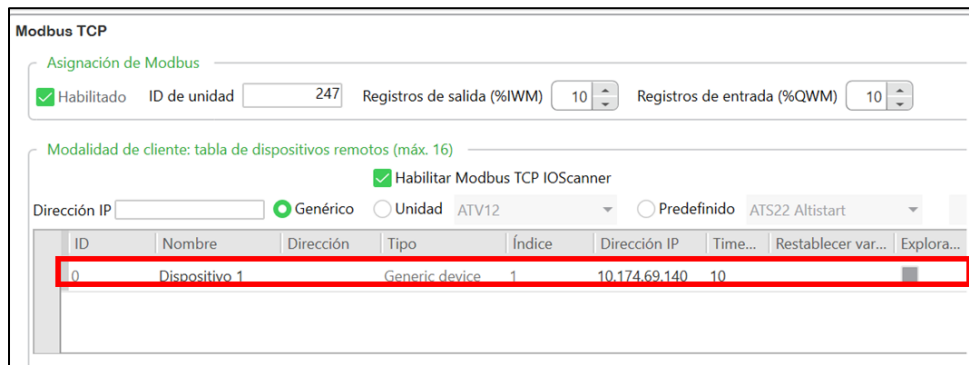 Modbus TCP
Asignación de Modbus
Habilitado ID de unidad 247 Registros de salida (%IWM) 10 Registros de entrada (%QWM) 10
Modalidad de cliente: tabla de dispositivos remotos (máx. 16)
Habilitar Modbus TCP IOScanner
Dirección IP Genérico Unidad ATV12 Predefinido ATS22 Altistart
ID Nombre Dirección Tipo Índice Dirección IP Time... Restablecer var... Explora...
0 Dispositivo 1 Generic device 1 10.174.69.140 10